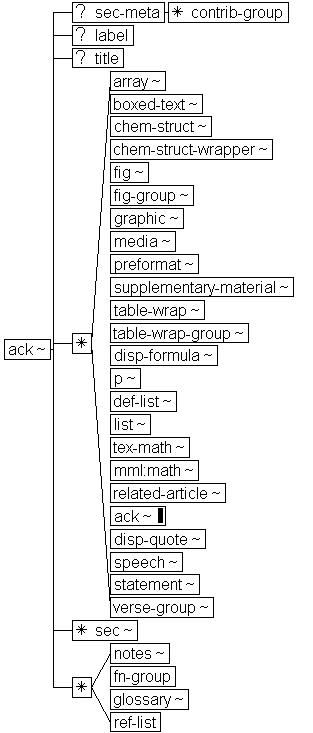 ? sec-meta * contrib-group
? label
? title
array ~
boxed-text ~
chem-struct ~
chem-struct-wrapper ~
fig ~
fig-group ~
graphic ~
media ~
preformat ~
supplementary-material ~
table-wrap ~
table-wrap-group ~
ack ~ *
disp-formula ~
p ~
def-list ~
list ~
tex-math ~
mml:math ~
related-article ~
ack ~
disp-quote ~
speech ~
statement ~
verse-group ~
* sec ~
notes ~
fn-group
* glossary ~
ref-list